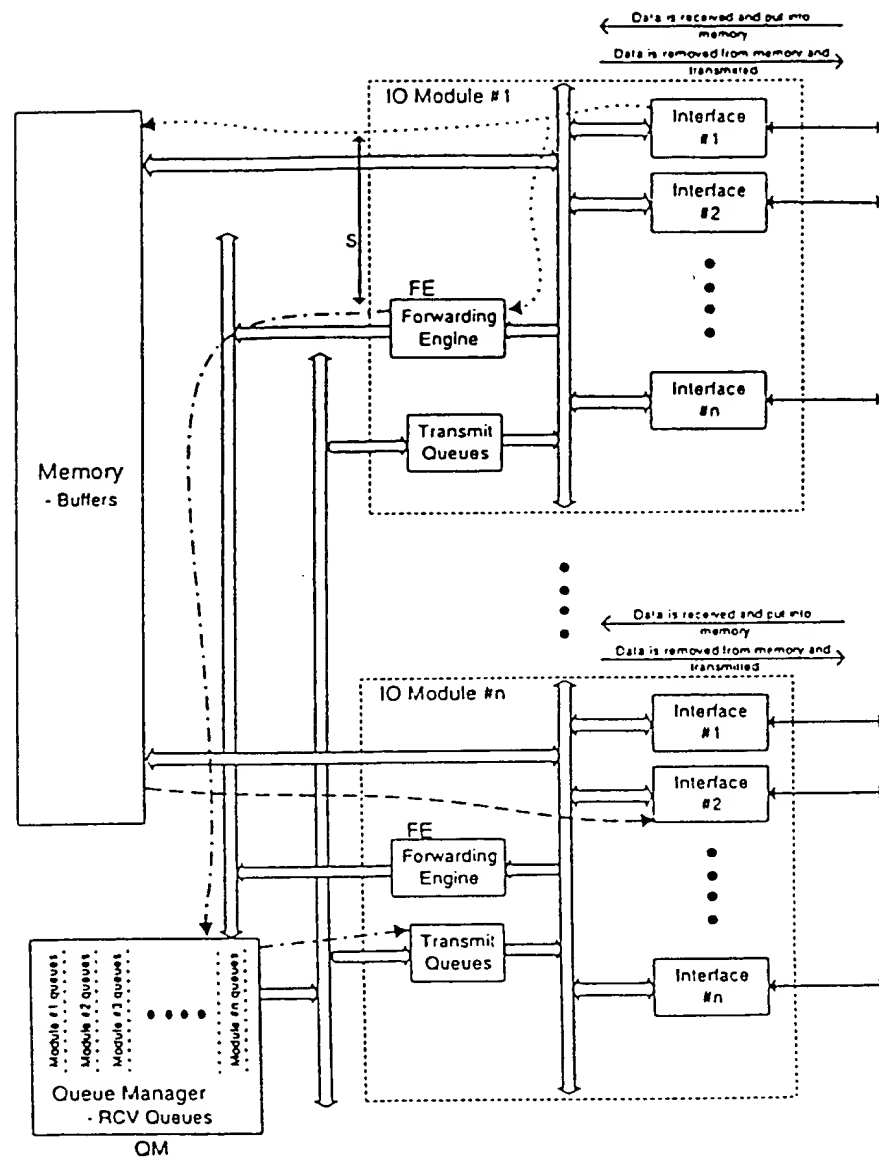 Data is received and put into
memory
Data is removed from memory and
transmited
IO Module #1
Interface
#1
Interface
#2
S
FE
Forwarding
Engine
Interface
#n
Transmit
Queues
Memory
- Buffers
Data is received and put into
memory
Data is removed from memory and
transmitted
IO Module #n
Interface
#1
Interface
#2
FE
Forwarding
Engine
Transmit
Queues
Interface
#n
Module #1 queues
Module #2 queues
Module #3 queues
Module #n queues
Queue Manager
- RCV Queues
QM